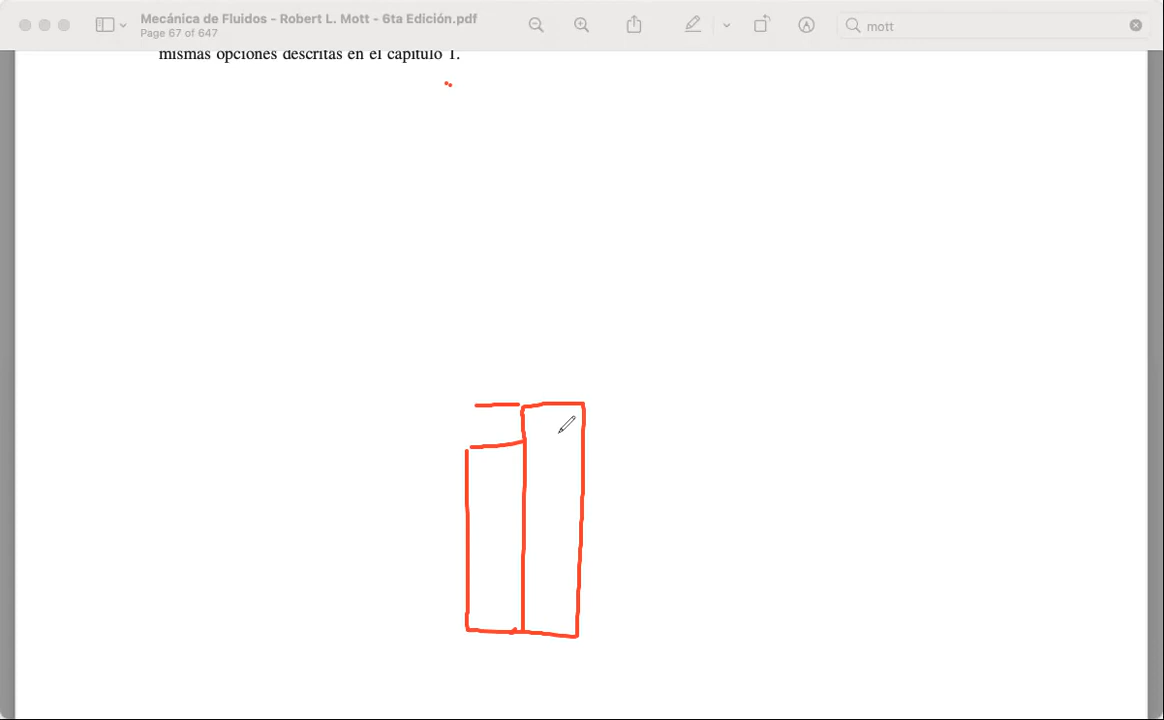 Mecánica de Fluidos - Robert L. Mott - 6ta Edición.pdf
Page 67 of 647
mott
mismas opciones descritas en el capítulo 1.